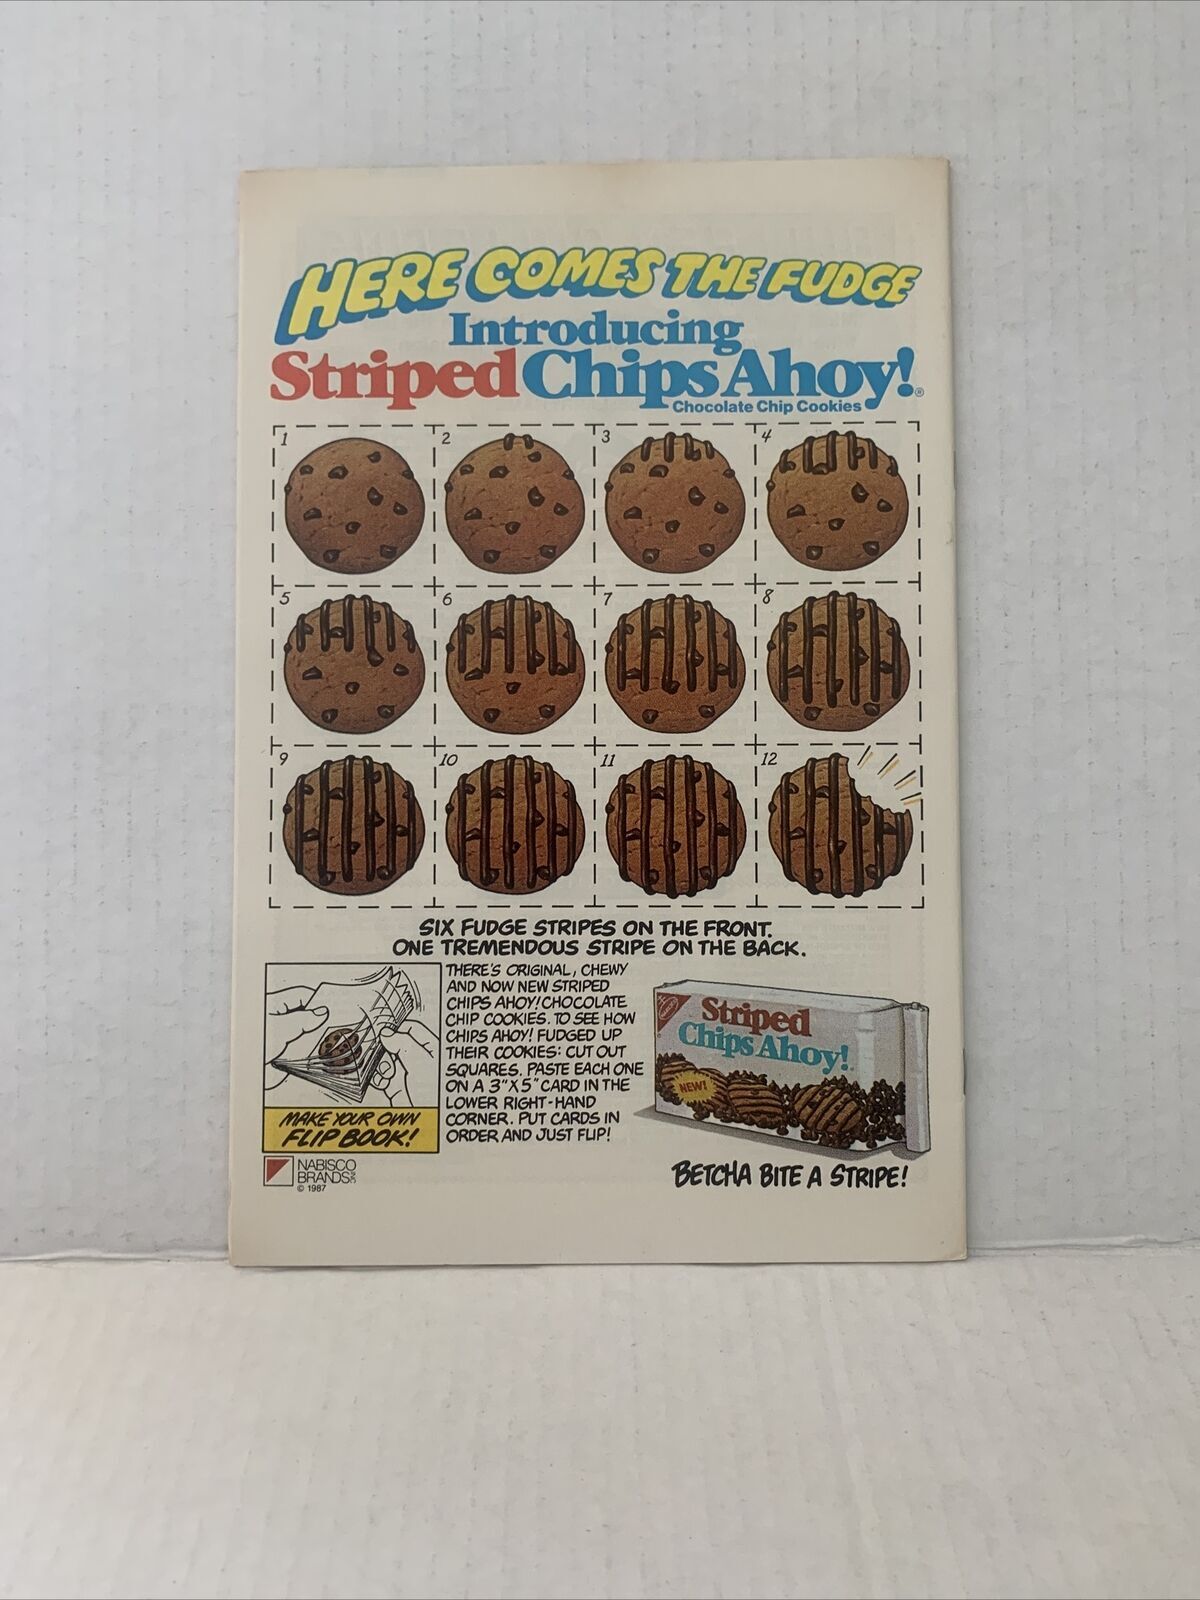 HERE COMES THE FUDGE
Introducing
Striped Chips Ahoy!®
Chocolate Chip Cookies
1 2 3 4
5 6 7 8
9 10 11 12
SIX FUDGE STRIPES ON THE FRONT.
ONE TREMENDOUS STRIPE ON THE BACK.
MAKE YOUR OWN
FLIP BOOK!
THERE'S ORIGINAL, CHEWY
AND NOW NEW STRIPED
CHIPS AHOY! CHOCOLATE
CHIP COOKIES. TO SEE HOW
CHIPS AHOY! FUDGED UP
THEIR COOKIES: CUT OUT
SQUARES. PASTE EACH ONE
ON A 3"X5" CARD IN THE
LOWER RIGHT-HAND
CORNER. PUT CARDS IN
ORDER AND JUST FLIP!
NABISCO
Striped
Chips Ahoy!
NEW!
BETCHA BITE A STRIPE!
NABISCO
BRANDS INC
© 1987